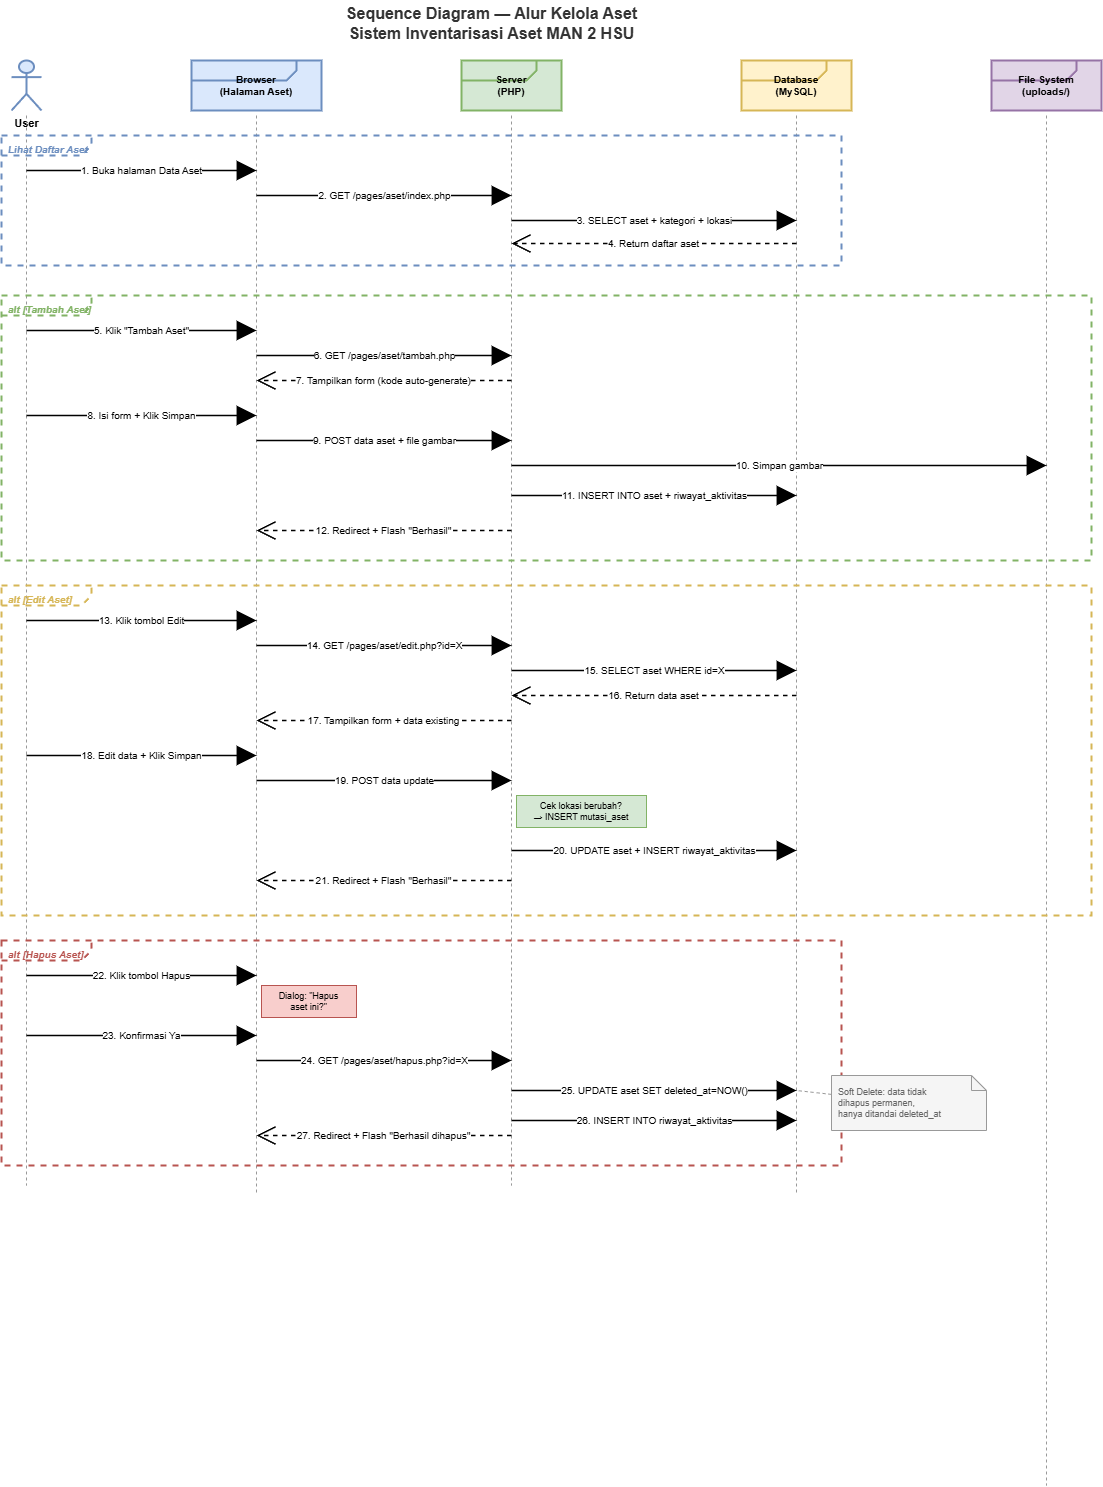 Sequence Diagram — Alur Kelola Aset
Sistem Inventarisasi Aset MAN 2 HSU
User
Browser
(Halaman Aset)
Server
(PHP)
Database
(MySQL)
File System
(uploads/)
Lihat Daftar Aset
1. Buka halaman Data Aset
2. GET /pages/aset/index.php
3. SELECT aset + kategori + lokasi
4. Return daftar aset
alt [Tambah Aset]
5. Klik "Tambah Aset"
6. GET /pages/aset/tambah.php
7. Tampilkan form (kode auto-generate)
8. Isi form + Klik Simpan
9. POST data aset + file gambar
10. Simpan gambar
11. INSERT INTO aset + riwayat_aktivitas
12. Redirect + Flash "Berhasil"
alt [Edit Aset]
13. Klik tombol Edit
14. GET /pages/aset/edit.php?id=X
15. SELECT aset WHERE id=X
16. Return data aset
17. Tampilkan form + data existing
18. Edit data + Klik Simpan
19. POST data update
Cek lokasi berubah?
→ INSERT mutasi_aset
20. UPDATE aset + INSERT riwayat_aktivitas
21. Redirect + Flash "Berhasil"
alt [Hapus Aset]
22. Klik tombol Hapus
Dialog: "Hapus
aset ini?"
23. Konfirmasi Ya
24. GET /pages/aset/hapus.php?id=X
25. UPDATE aset SET deleted_at=NOW()
Soft Delete: data tidak
dihapus permanen,
hanya ditandai deleted_at
26. INSERT INTO riwayat_aktivitas
27. Redirect + Flash "Berhasil dihapus"